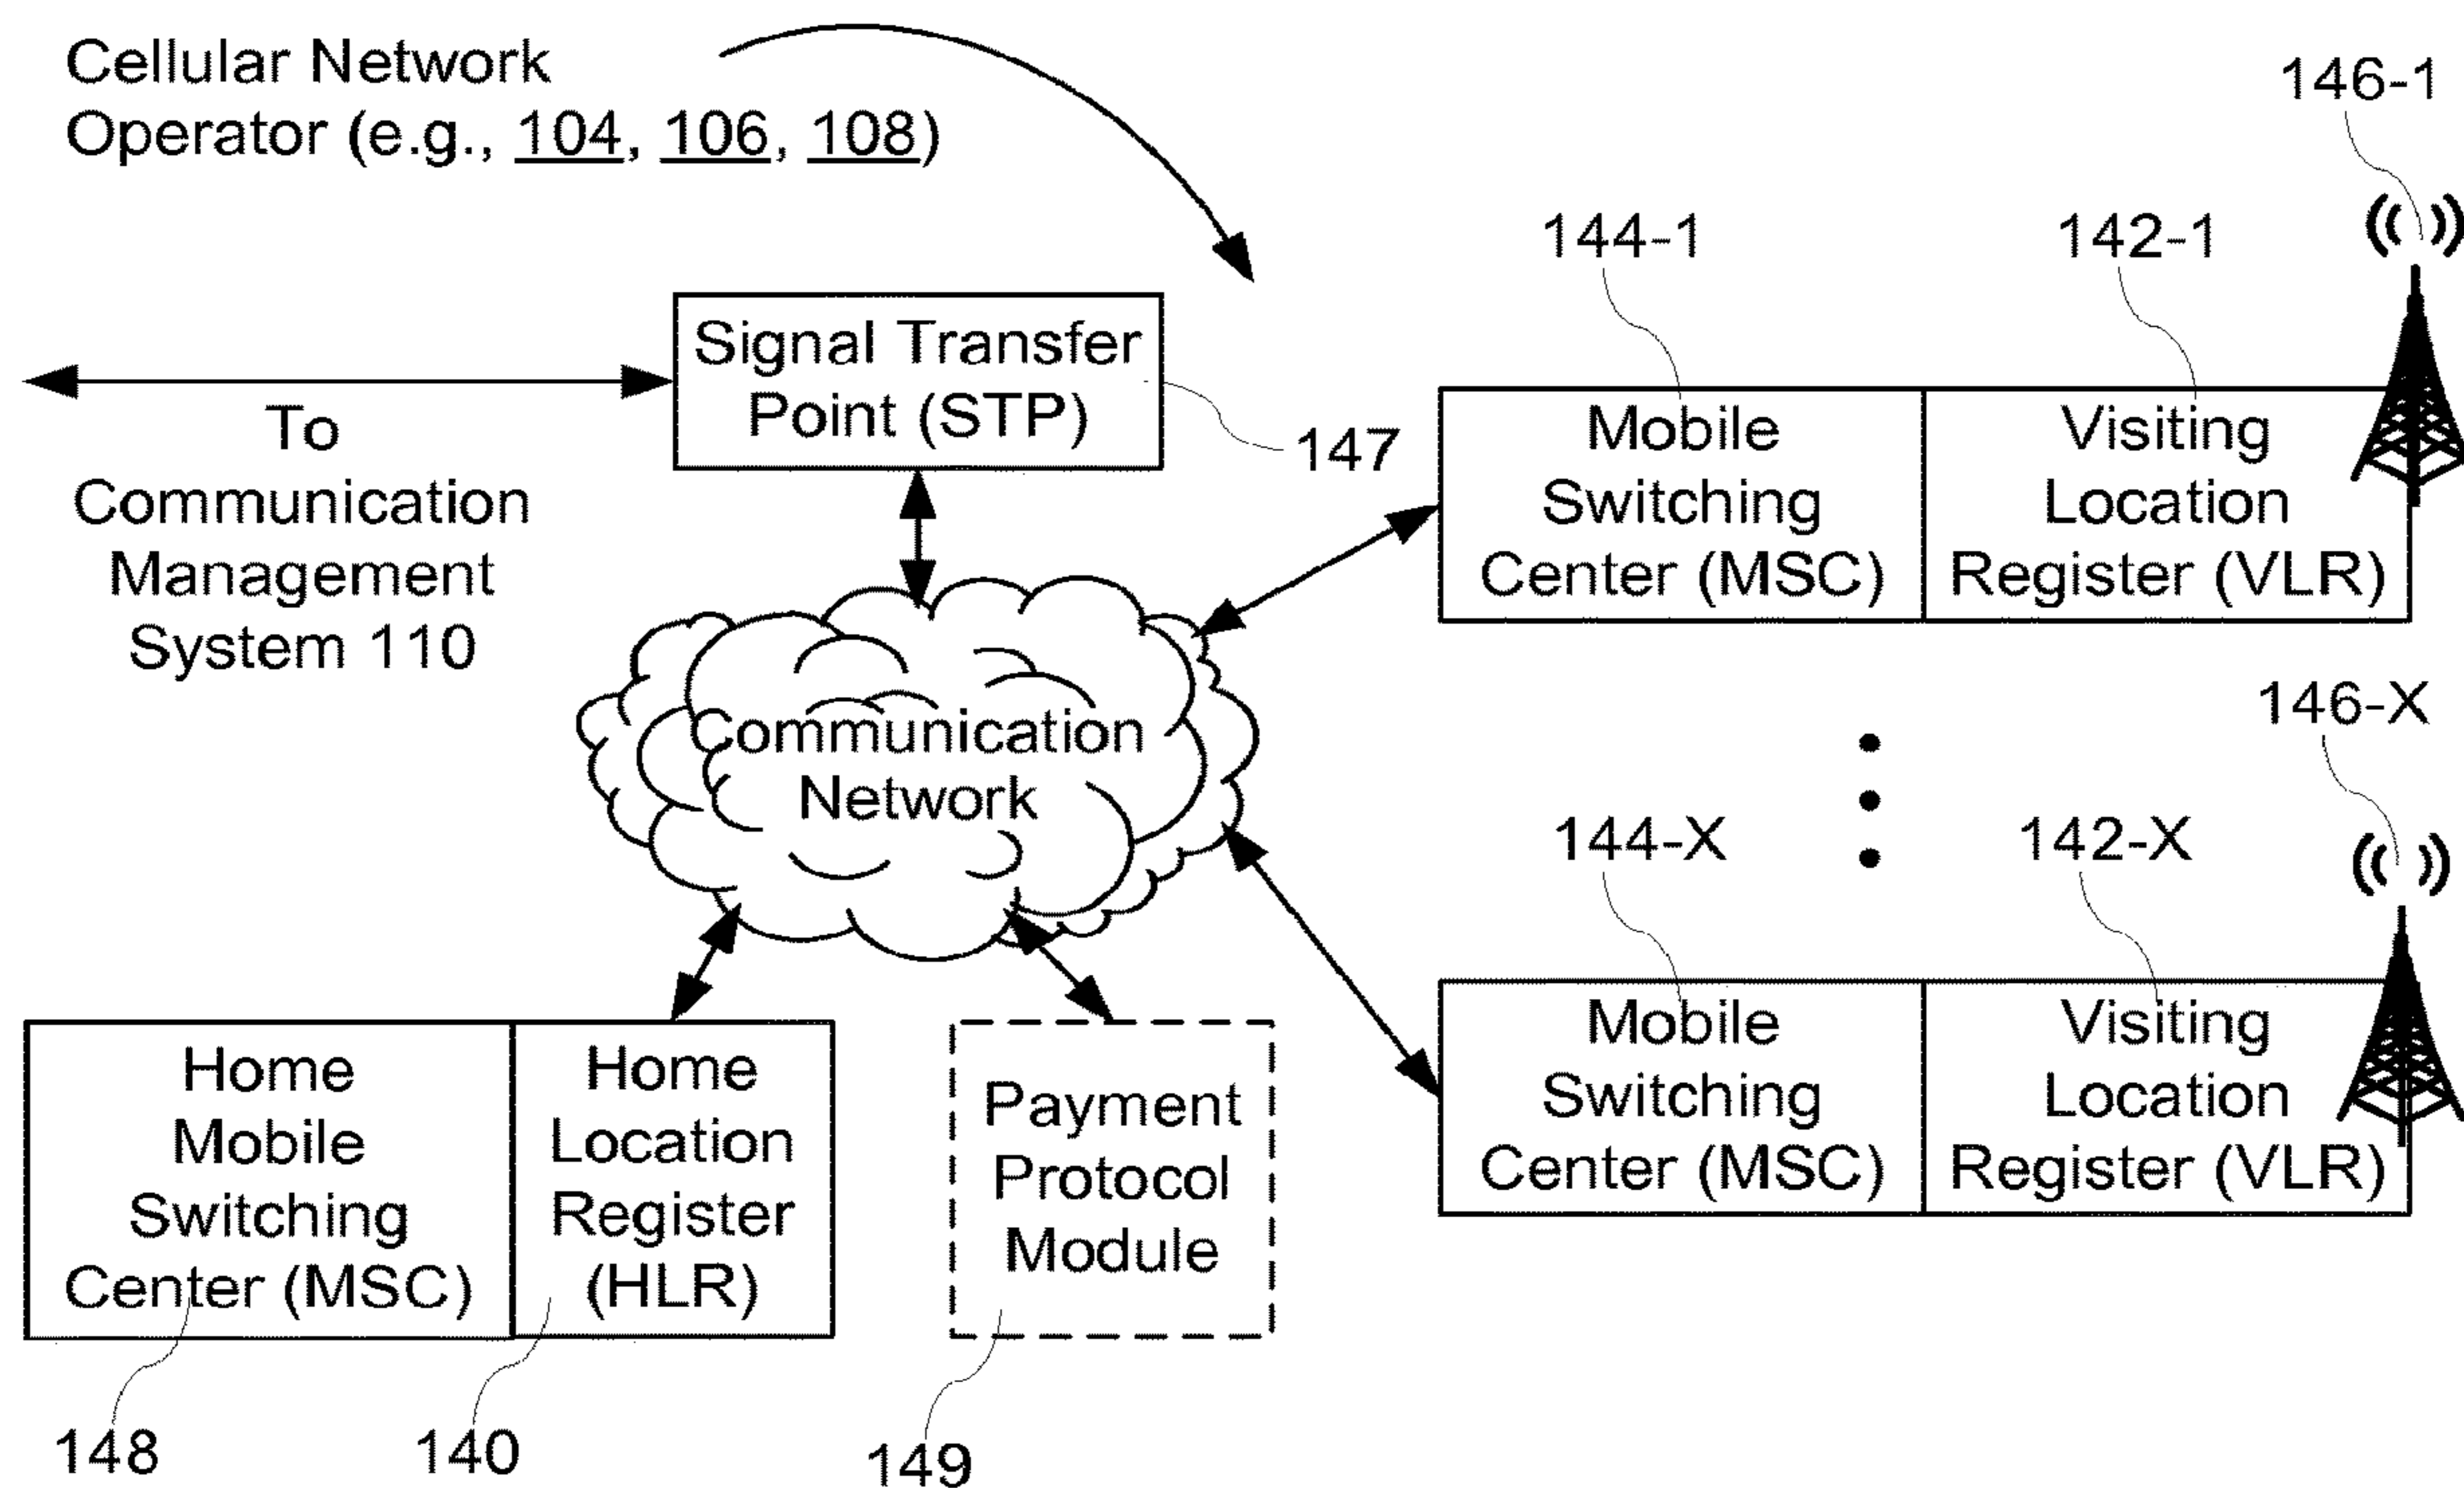 Cellular Network
Operator (e.g., 104, 106, 108)
146-1
144-1
142-1
Signal Transfer
Point (STP)
147
To
Communication
Management
System 110
Mobile
Switching
Center (MSC)
Visiting
Location
Register (VLR)
Communication
Network
146-X
144-X
142-X
Mobile
Switching
Center (MSC)
Visiting
Location
Register (VLR)
Home
Mobile
Switching
Center (MSC)
Home
Location
Register
(HLR)
Payment
Protocol
Module
148
140
149